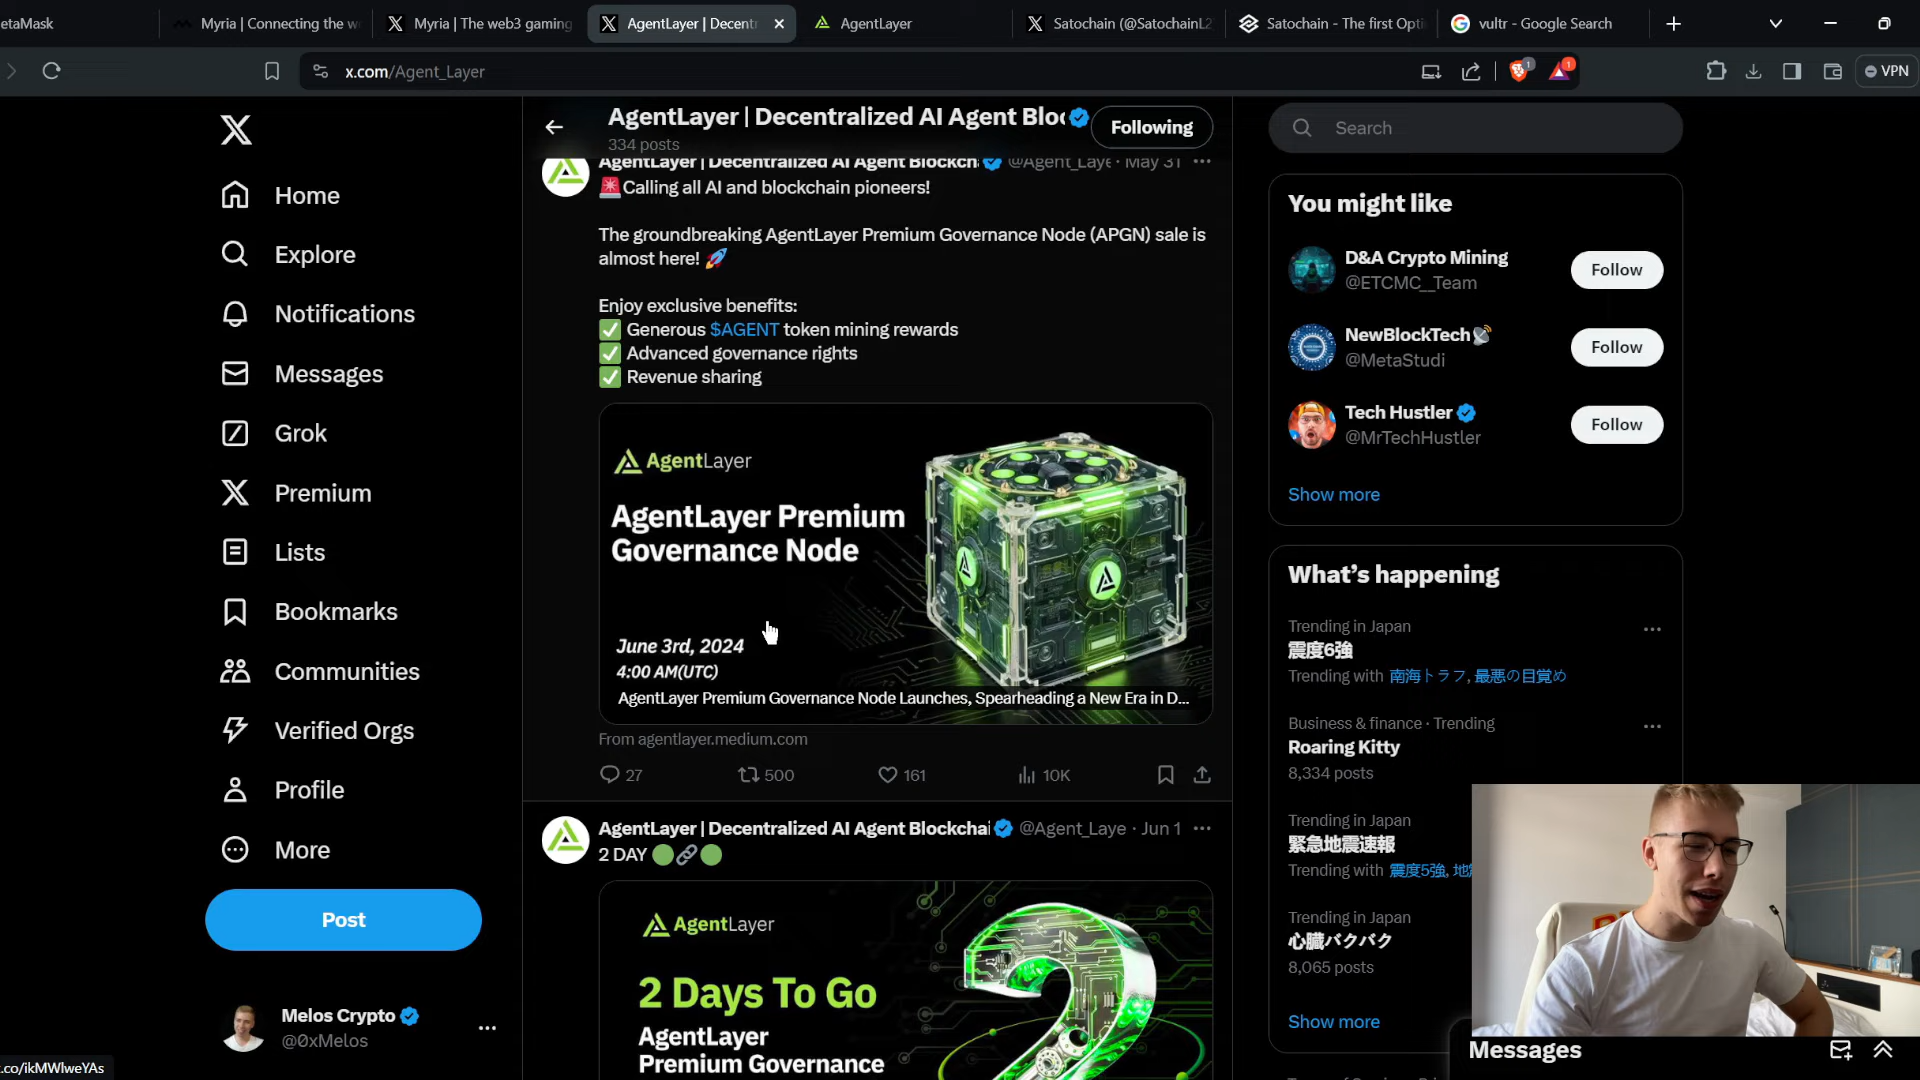 etaMask
Myria | Connecting the w
Myria | The web3 gaming
AgentLayer | Decent
AgentLayer
Satochain (@SatochainL2
Satochain - The first Opti
vultr - Google Search
x.com/Agent_Layer
1
1
VPN
AgentLayer | Decentralized AI Agent Bloc
334 posts
Following
Search
Home
Explore
Notifications
Messages
Grok
Premium
Lists
Bookmarks
Communities
Verified Orgs
Profile
More
Post
Melos Crypto
@0xMelos
.co/ikMWlweYAs
AgentLayer | Decentralized AI Agent Blockch @Agent_Laye · May 31
🚨Calling all AI and blockchain pioneers!
The groundbreaking AgentLayer Premium Governance Node (APGN) sale is
almost here! 🚀
Enjoy exclusive benefits:
✅ Generous $AGENT token mining rewards
✅ Advanced governance rights
✅ Revenue sharing
AgentLayer
AgentLayer Premium
Governance Node
June 3rd, 2024
4:00 AM(UTC)
AgentLayer Premium Governance Node Launches, Spearheading a New Era in D...
From agentlayer.medium.com
27 500 161 10K
AgentLayer | Decentralized AI Agent Blockchai @Agent_Laye · Jun 1
2 DAY 🟢🔗🟢
AgentLayer
2 Days To Go
AgentLayer
Premium Governance
You might like
D&A Crypto Mining
@ETCMC__Team
Follow
NewBlockTech📡
@MetaStudi
Follow
Tech Hustler
@MrTechHustler
Follow
Show more
What's happening
Trending in Japan
震度6強
Trending with 南海トラフ, 最悪の目覚め
Business & finance · Trending
Roaring Kitty
8,334 posts
Trending in Japan
緊急地震速報
Trending with 震度5強,
Trending in Japan
心臓バクバク
8,065 posts
Show more
Messages